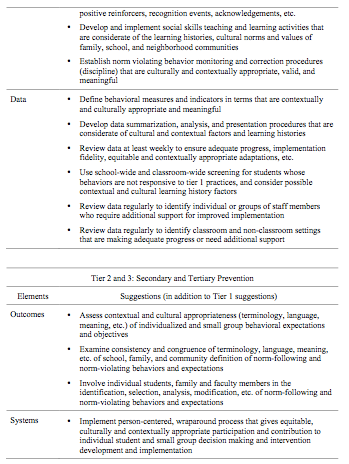 positive reinforcers, recognition events, acknowledgements, etc.
• Develop and implement social skills teaching and learning activities that
are considerate of the learning histories, cultural norms and values of
family, school, and neighborhood communities
• Establish norm violating behavior monitoring and correction procedures
(discipline) that are culturally and contextually appropriate, valid, and
meaningful
Data • Define behavioral measures and indicators in terms that are contextually
and culturally appropriate and meaningful
• Develop data summarization, analysis, and presentation procedures that are
considerate of cultural and contextual factors and learning histories
• Review data at least weekly to ensure adequate progress, implementation
fidelity, equitable and contextually appropriate adaptations, etc.
• Use school-wide and classroom-wide screening for students whose
behaviors are not responsive to tier 1 practices, and consider possible
contextual and cultural learning history factors
• Review data regularly to identify individual or groups of staff members
who require additional support for improved implementation
• Review data regularly to identify classroom and non-classroom settings
that are making adequate progress or need additional support
Tier 2 and 3: Secondary and Tertiary Prevention
Elements Suggestions (in addition to Tier 1 suggestions)
Outcomes • Assess contextual and cultural appropriateness (terminology, language,
meaning, etc.) of individualized and small group behavioral expectations
and objectives
• Examine consistency and congruence of terminology, language, meaning,
etc. of school, family, and community definition of norm-following and
norm-violating behaviors and expectations
• Involve individual students, family and faculty members in the
identification, selection, analysis, modification, etc. of norm-following and
norm-violating behaviors and expectations
Systems • Implement person-centered, wraparound process that gives equitable,
culturally and contextually appropriate participation and contribution to
individual student and small group decision making and intervention
development and implementation